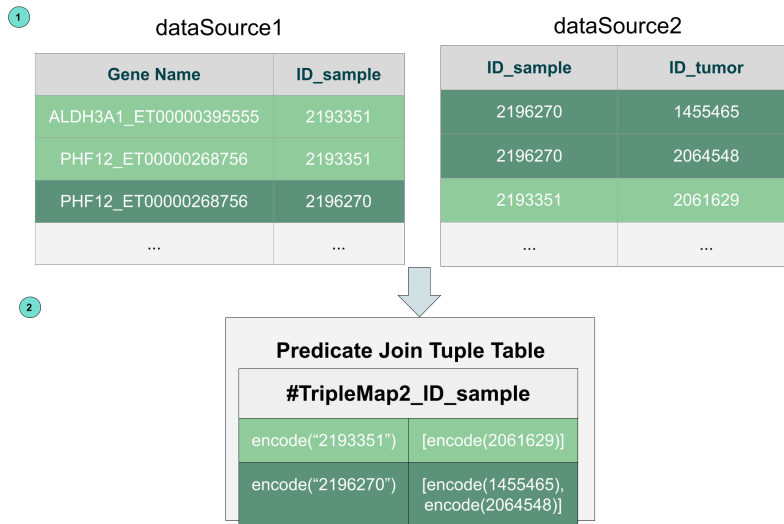 1
dataSource1
Gene Name ID_sample
ALDH3A1_ET00000395555 2193351
PHF12_ET00000268756 2193351
PHF12_ET00000268756 2196270
... ...
dataSource2
ID_sample ID_tumor
2196270 1455465
2196270 2064548
2193351 2061629
... ...
2
Predicate Join Tuple Table
#TripleMap2_ID_sample
encode(“2193351”) [encode(2061629)]
encode(“2196270”) [encode(1455465),
encode(2064548)]